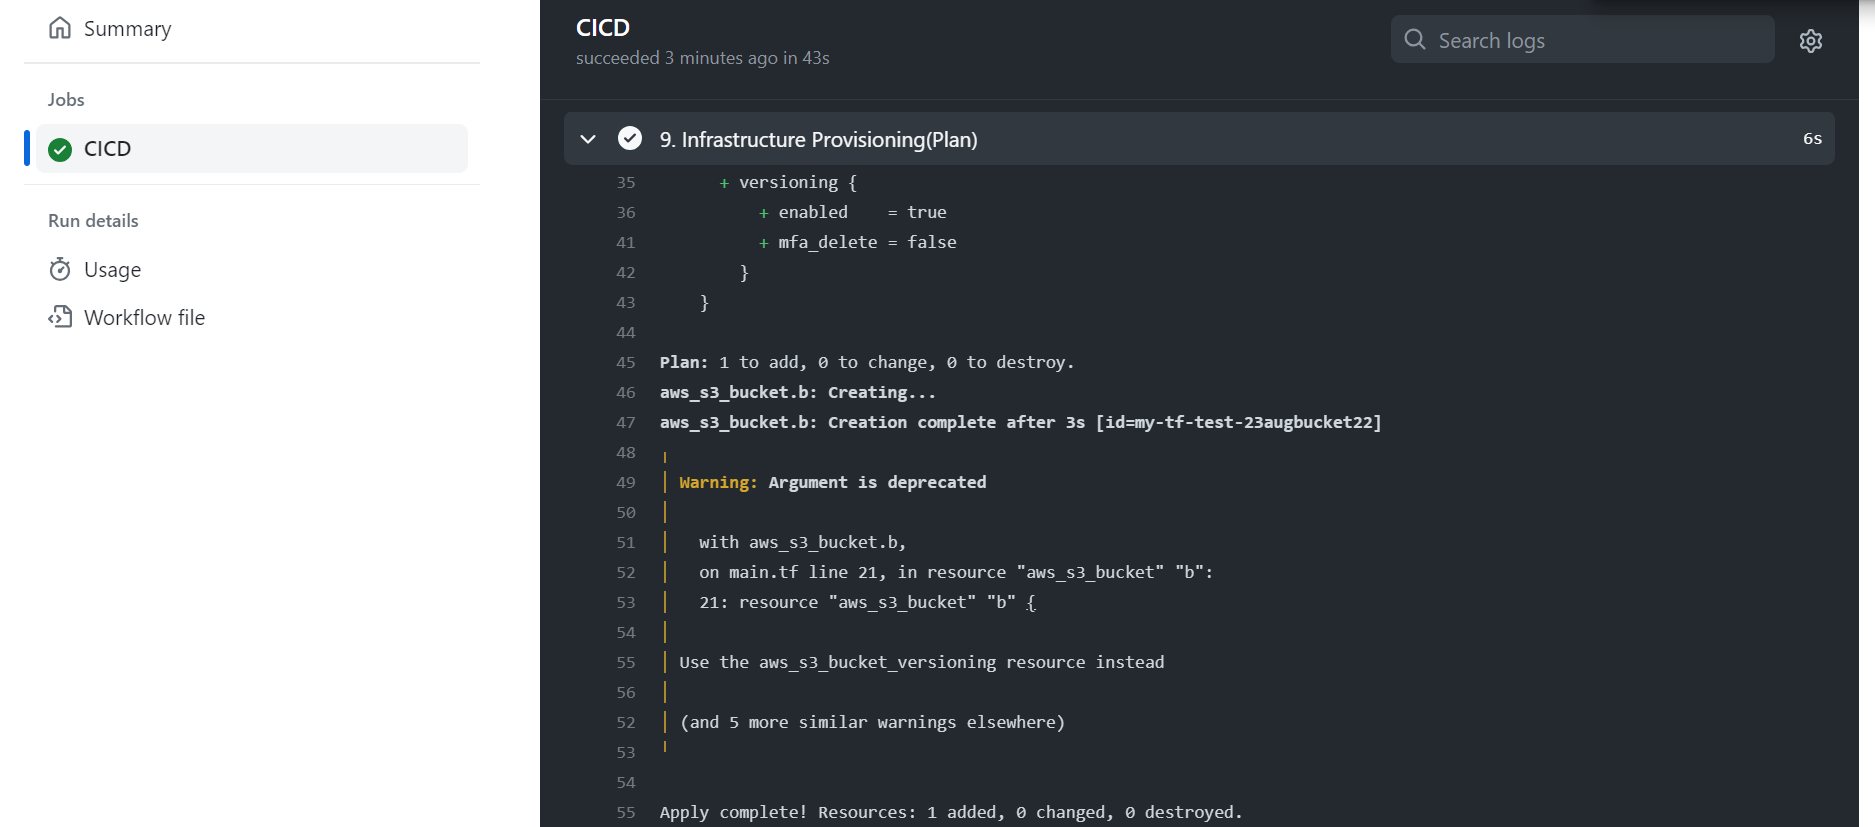 Summary
Jobs
CICD
Run details
Usage
Workflow file
CICD
succeeded 3 minutes ago in 43s
Search logs
9. Infrastructure Provisioning(Plan) 6s
35 + versioning {
36 + enabled = true
41 + mfa_delete = false
42 }
43 }
44
45 Plan: 1 to add, 0 to change, 0 to destroy.
46 aws_s3_bucket.b: Creating...
47 aws_s3_bucket.b: Creation complete after 3s [id=my-tf-test-23augbucket22]
48 ╷
49 │ Warning: Argument is deprecated
50 │
51 │ with aws_s3_bucket.b,
52 │ on main.tf line 21, in resource "aws_s3_bucket" "b":
53 │ 21: resource "aws_s3_bucket" "b" {
54 │
55 │ Use the aws_s3_bucket_versioning resource instead
56 │
52 │ (and 5 more similar warnings elsewhere)
53 ╵
54
55 Apply complete! Resources: 1 added, 0 changed, 0 destroyed.